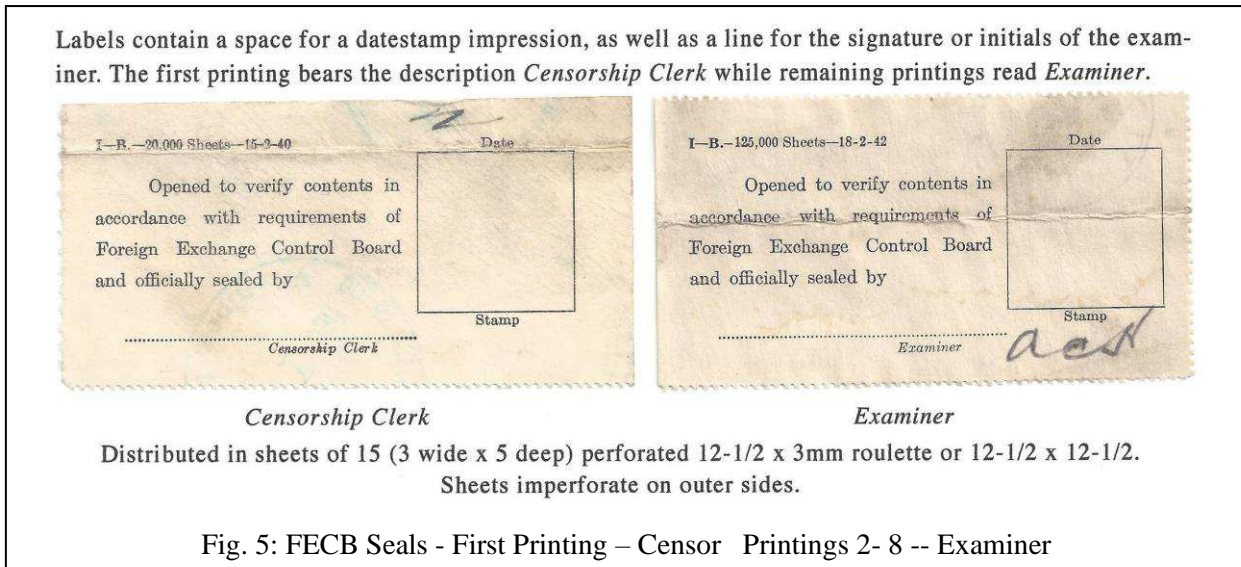 Labels contain a space for a datestamp impression, as well as a line for the signature or initials of the exam-
iner. The first printing bears the description Censorship Clerk while remaining printings read Examiner.
I—B.—20,000 Sheets—15-2-40
Date
Opened to verify contents in
accordance with requirements of
Foreign Exchange Control Board
and officially sealed by
Stamp
Censorship Clerk
I—B.—125,000 Sheets—18-2-42
Date
Opened to verify contents in
accordance with requirements of
Foreign Exchange Control Board
and officially sealed by
Stamp
Examiner
Censorship Clerk
Examiner
Distributed in sheets of 15 (3 wide x 5 deep) perforated 12-1/2 x 3mm roulette or 12-1/2 x 12-1/2.
Sheets imperforate on outer sides.
Fig. 5: FECB Seals - First Printing – Censor Printings 2- 8 -- Examiner